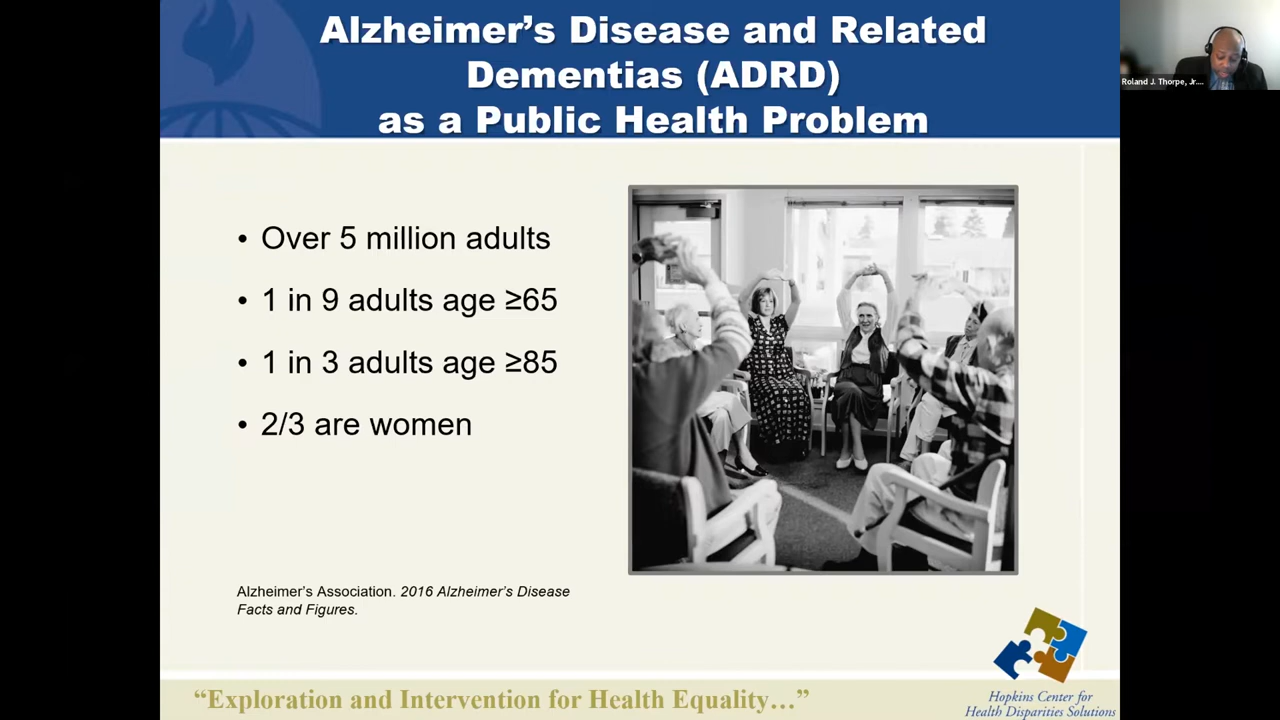 Alzheimer’s Disease and Related
Dementias (ADRD)
as a Public Health Problem
Roland J. Thorpe, Jr....
• Over 5 million adults
• 1 in 9 adults age ≥65
• 1 in 3 adults age ≥85
• 2/3 are women
Alzheimer’s Association. 2016 Alzheimer’s Disease
Facts and Figures.
“Exploration and Intervention for Health Equality…”
Hopkins Center for
Health Disparities Solutions